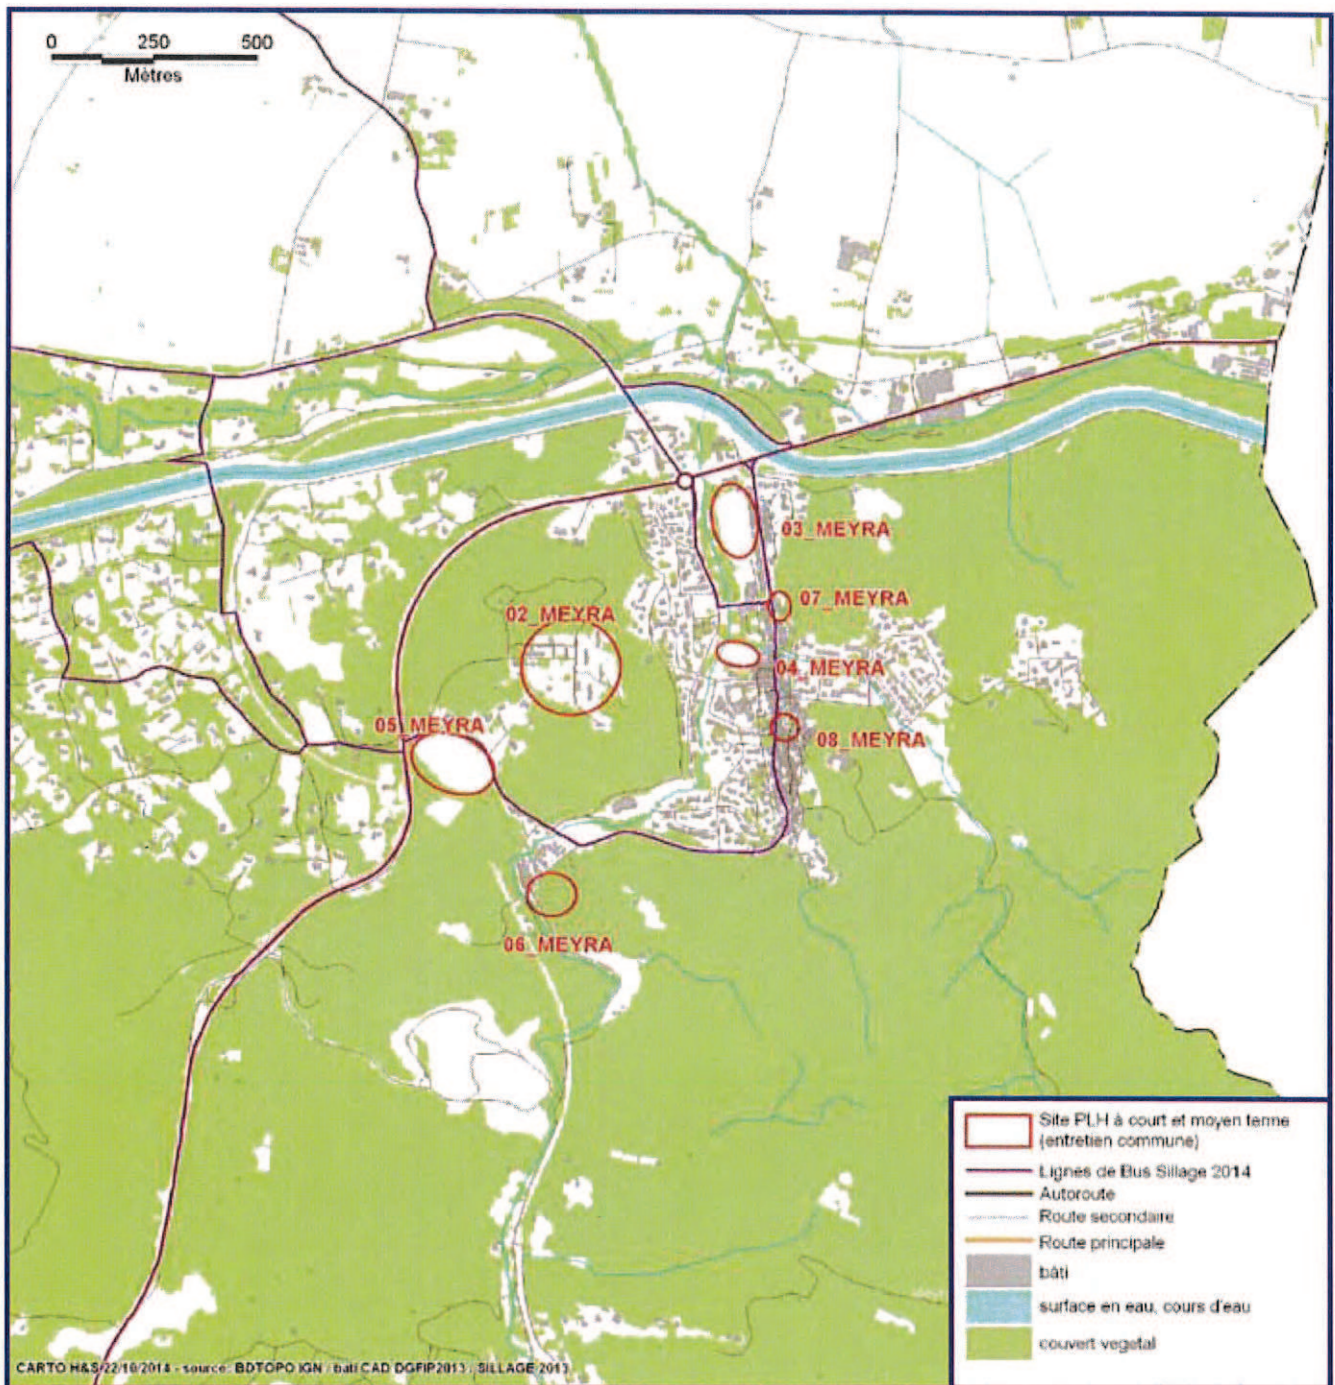 0 250 500
Mètres
03_MEYRA
07_MEYRA
02_MEYRA
04_MEYRA
05_MEYRA
08_MEYRA
06_MEYRA
Site PLH à court et moyen terme
(entretien commune)
Lignes de Bus Sillage 2014
Autoroute
Route secondaire
Route principale
bâti
surface en eau, cours d'eau
couvert vegetal
CARTO H&S/22/10/2014 - source: BDTOPO IGN ; bati CAD DGFIP2013 ; SILLAGE 2013